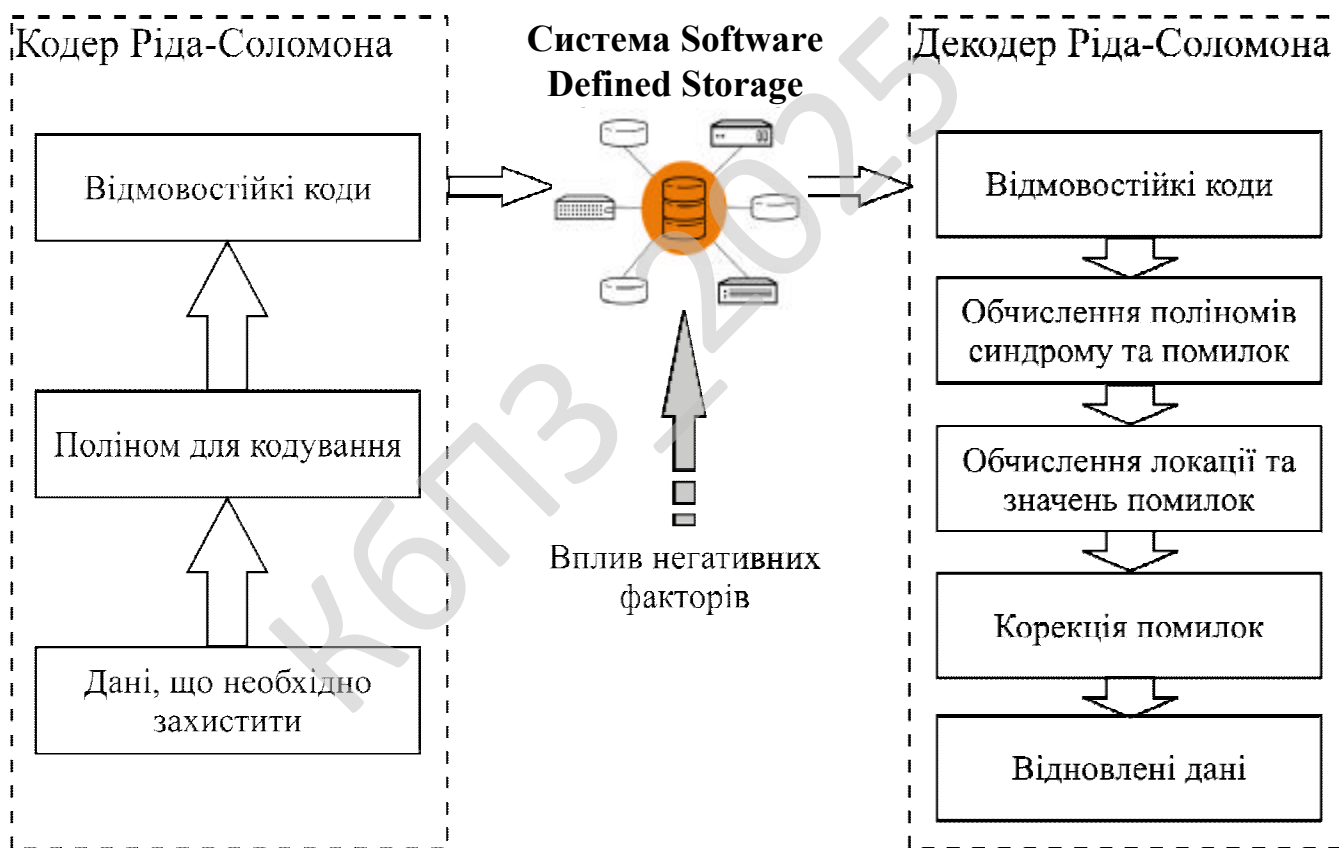 Кодер Ріда-Соломона
Відмовостійкі коди
Поліном для кодування
Дані, що необхідно
захистити
Система Software
Defined Storage
Вплив негативних
факторів
Декодер Ріда-Соломона
Відмовостійкі коди
Обчислення поліномів
синдрому та помилок
Обчислення локації та
значень помилок
Корекція помилок
Відновлені дані
КбПЗ_2025